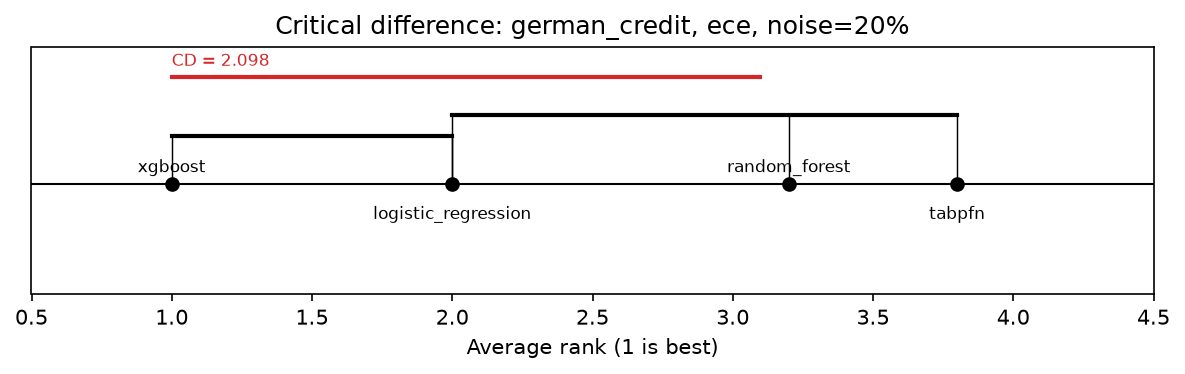 Critical difference: german_credit, ece, noise=20%
CD = 2.098
xgboost
random_forest
logistic_regression
tabpfn
0.5 1.0 1.5 2.0 2.5 3.0 3.5 4.0 4.5
Average rank (1 is best)